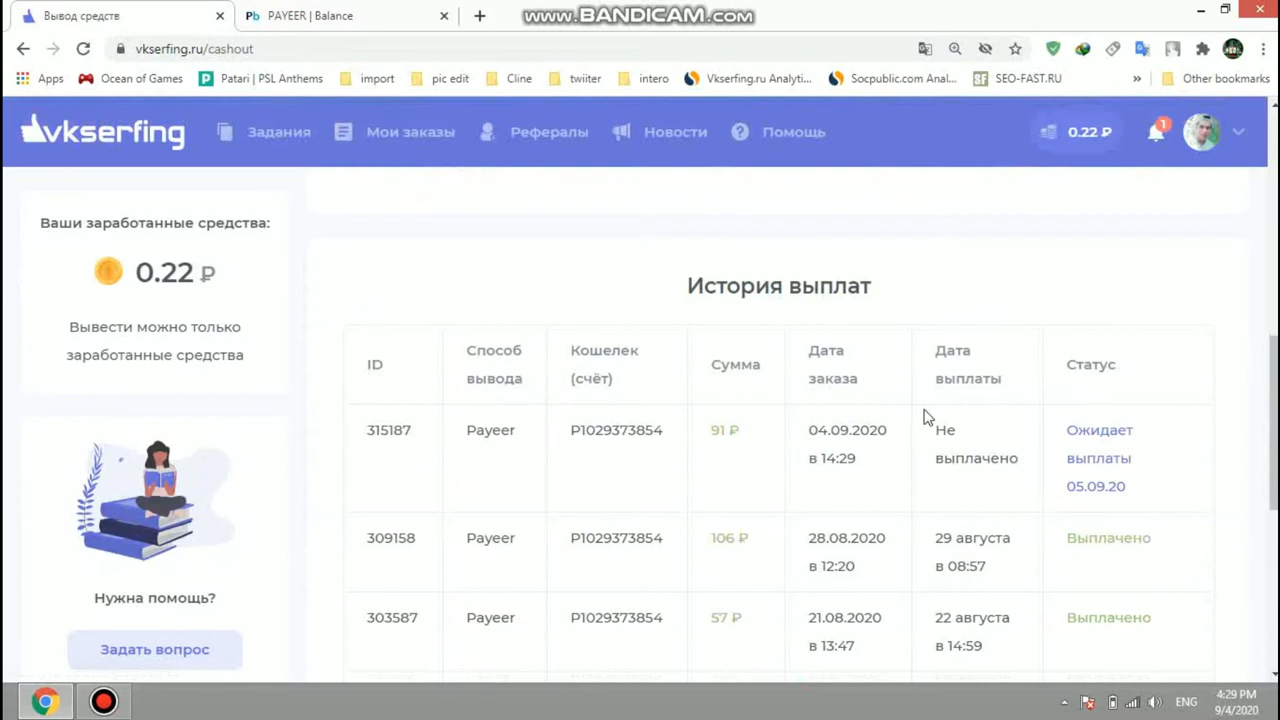 Вывод средств
PAYEER | Balance
www.BANDICAM.com
vkserfing.ru/cashout
Apps
Ocean of Games
Patari | PSL Anthems
import
pic edit
Cline
twiiter
intero
Vkserfing.ru Analyti...
Socpublic.com Anal...
SEO-FAST.RU
»
Other bookmarks
vkserfing
Задания
Мои заказы
Рефералы
Новости
Помощь
0.22 ₽
1
Ваши заработанные средства:
0.22 ₽
Вывести можно только
заработанные средства
Нужна помощь?
Задать вопрос
История выплат
ID
Способ
вывода
Кошелек
(счёт)
Сумма
Дата
заказа
Дата
выплаты
Статус
315187
Payeer
P1029373854
91 ₽
04.09.2020
в 14:29
Не
выплачено
Ожидает
выплаты
05.09.20
309158
Payeer
P1029373854
106 ₽
28.08.2020
в 12:20
29 августа
в 08:57
Выплачено
303587
Payeer
P1029373854
57 ₽
21.08.2020
в 13:47
22 августа
в 14:59
Выплачено
ENG
4:29 PM
9/4/2020